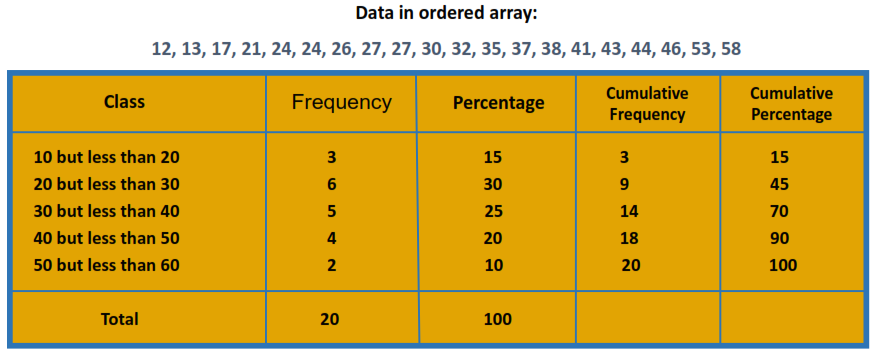 Data in ordered array:
12, 13, 17, 21, 24, 24, 26, 27, 27, 30, 32, 35, 37, 38, 41, 43, 44, 46, 53, 58
Class Frequency Percentage Cumulative Frequency Cumulative Percentage
10 but less than 20 3 15 3 15
20 but less than 30 6 30 9 45
30 but less than 40 5 25 14 70
40 but less than 50 4 20 18 90
50 but less than 60 2 10 20 100
Total 20 100